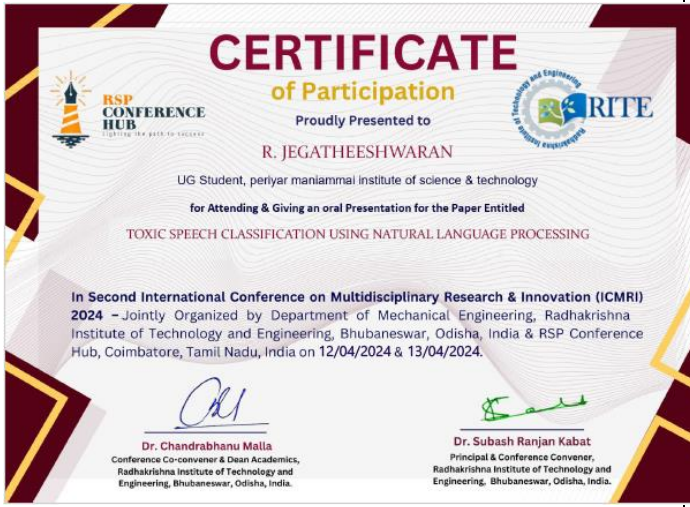 CERTIFICATE
of Participation
Proudly Presented to
RSP
CONFERENCE
HUB
Lighting the path to success
Radhakrishna Institute of Technology and Engineering
RITE
R. JEGATHEESHWARAN
UG Student, periyar maniammai institute of science & technology
for Attending & Giving an oral Presentation for the Paper Entitled
TOXIC SPEECH CLASSIFICATION USING NATURAL LANGUAGE PROCESSING
In Second International Conference on Multidisciplinary Research & Innovation (ICMRI)
2024 – Jointly Organized by Department of Mechanical Engineering, Radhakrishna
Institute of Technology and Engineering, Bhubaneswar, Odisha, India & RSP Conference
Hub, Coimbatore, Tamil Nadu, India on 12/04/2024 & 13/04/2024.
Dr. Chandrabhanu Malla
Conference Co-convener & Dean Academics,
Radhakrishna Institute of Technology and
Engineering, Bhubaneswar, Odisha, India.
Dr. Subash Ranjan Kabat
Principal & Conference Convener,
Radhakrishna Institute of Technology and
Engineering, Bhubaneswar, Odisha, India.